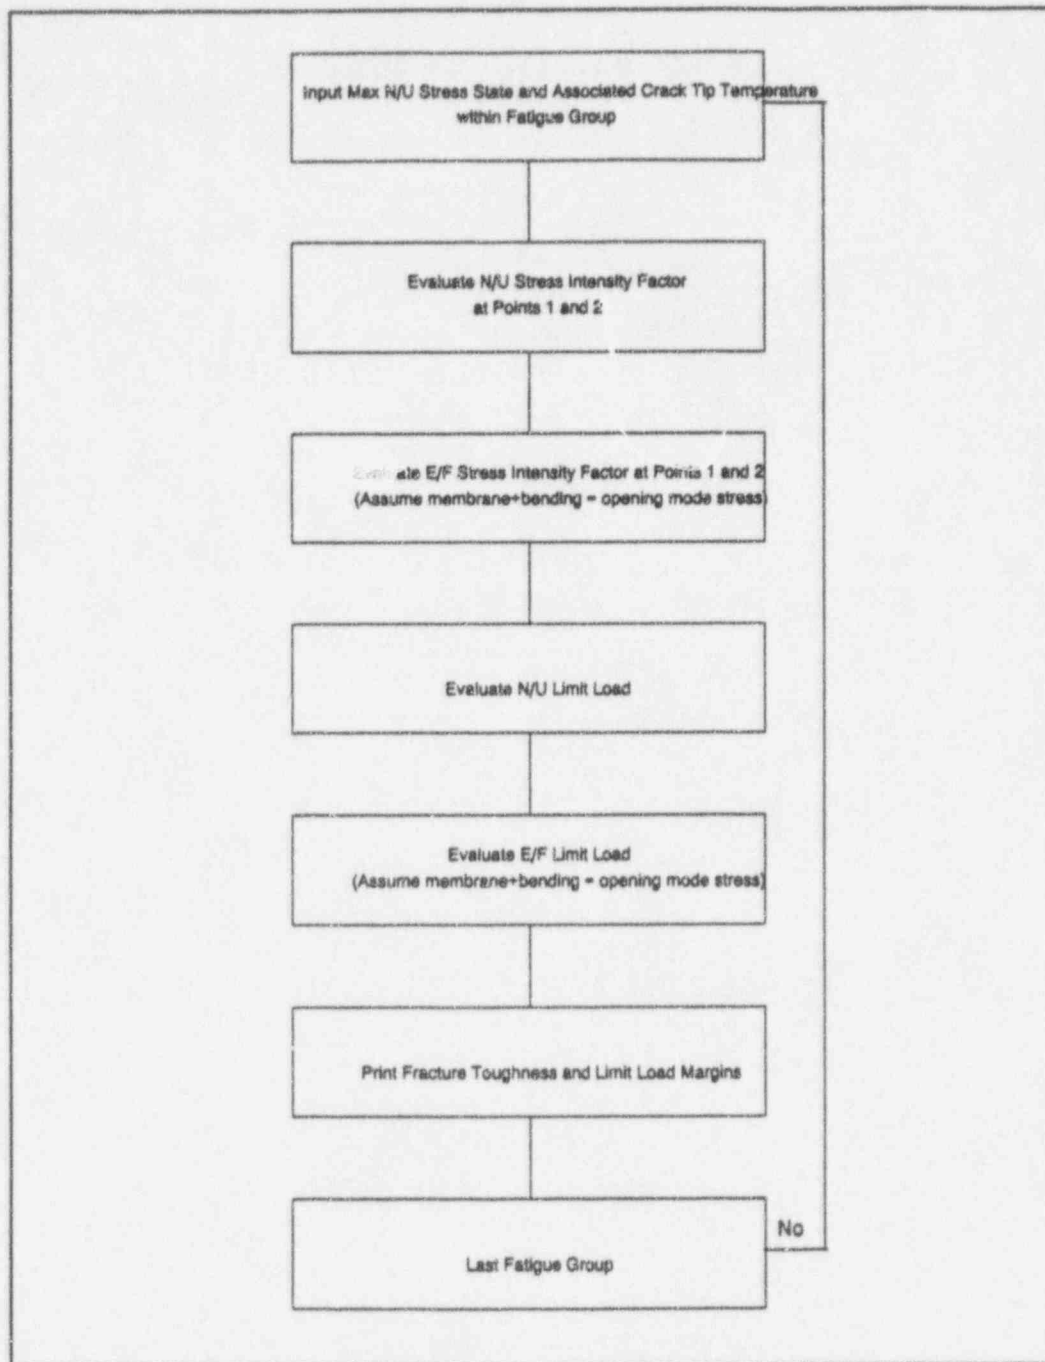 Input Max N/U Stress State and Associated Crack Tip Temperature
within Fatigue Group
Evaluate N/U Stress Intensity Factor
at Points 1 and 2
E/F Stress Intensity Factor at Points 1 and 2
(Assume membrane+bending = opening mode stress)
Evaluate N/U Limit Load
Evaluate E/F Limit Load
(Assume membrane+bending = opening mode stress)
Print Fracture Toughness and Limit Load Margins
Last Fatigue Group
No